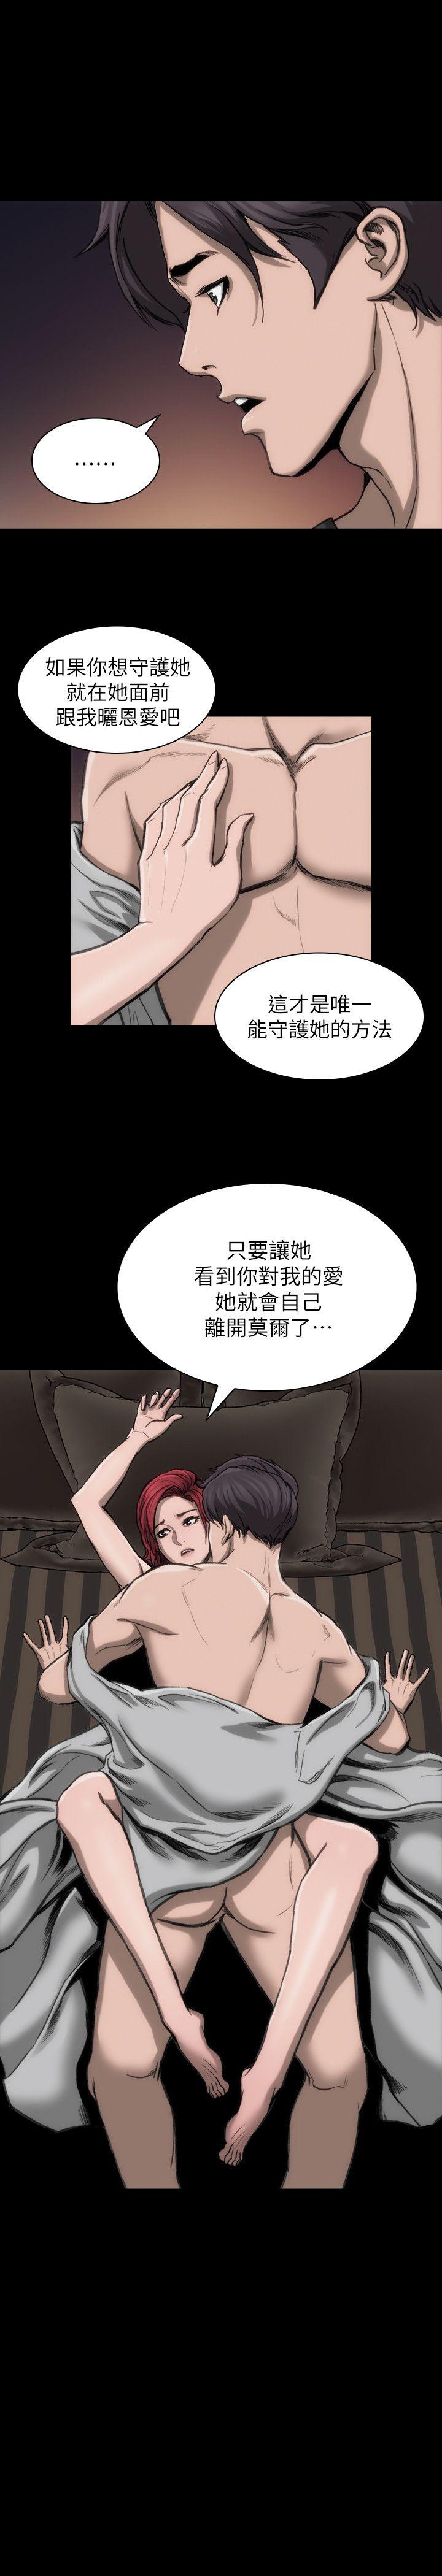 ……
如果你想守護她
就在她面前
跟我曬恩愛吧
這才是唯一
能守護她的方法
只要讓她
看到你對我的愛
她就會自己
離開莫爾了…